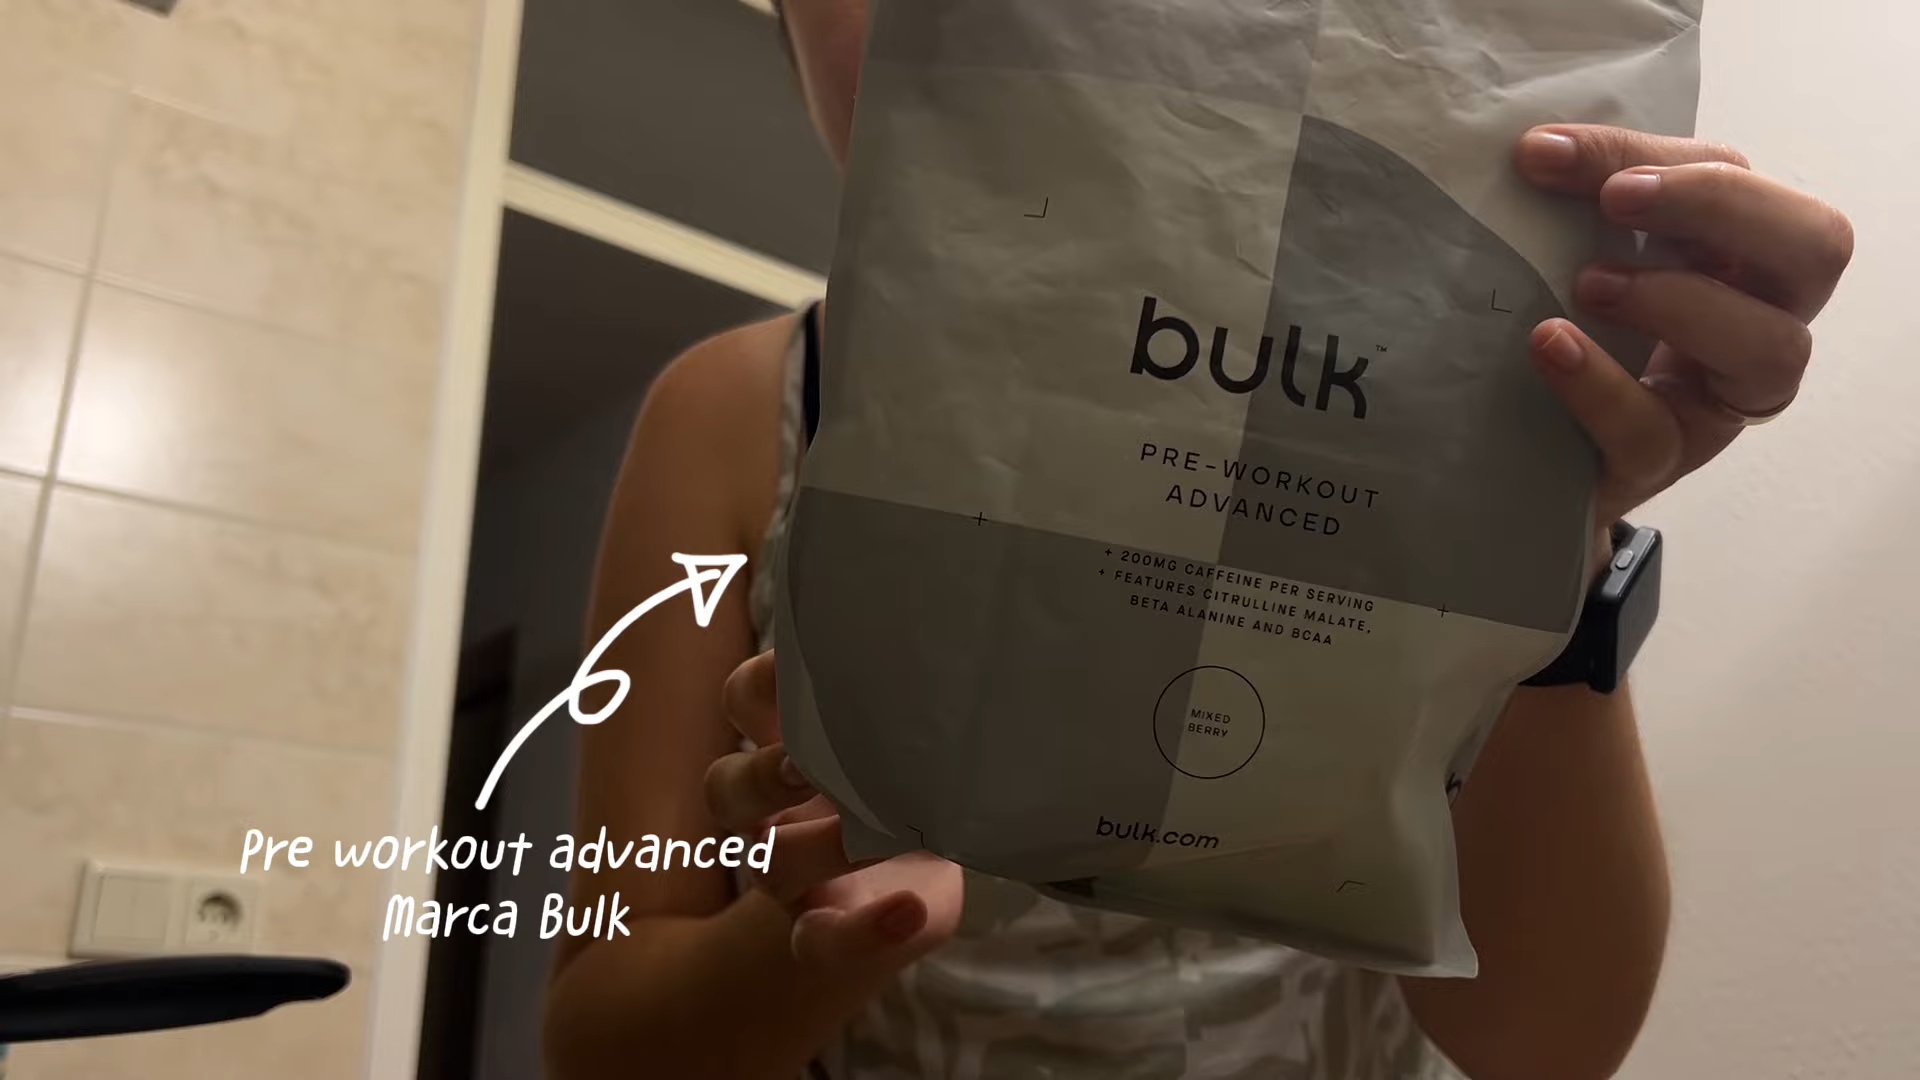 bulk™
PRE-WORKOUT
ADVANCED
+ 200MG CAFFEINE PER SERVING
+ FEATURES CITRULLINE MALATE,
BETA ALANINE AND BCAA
MIXED
BERRY
bulk.com
Pre workout advanced
Marca Bulk